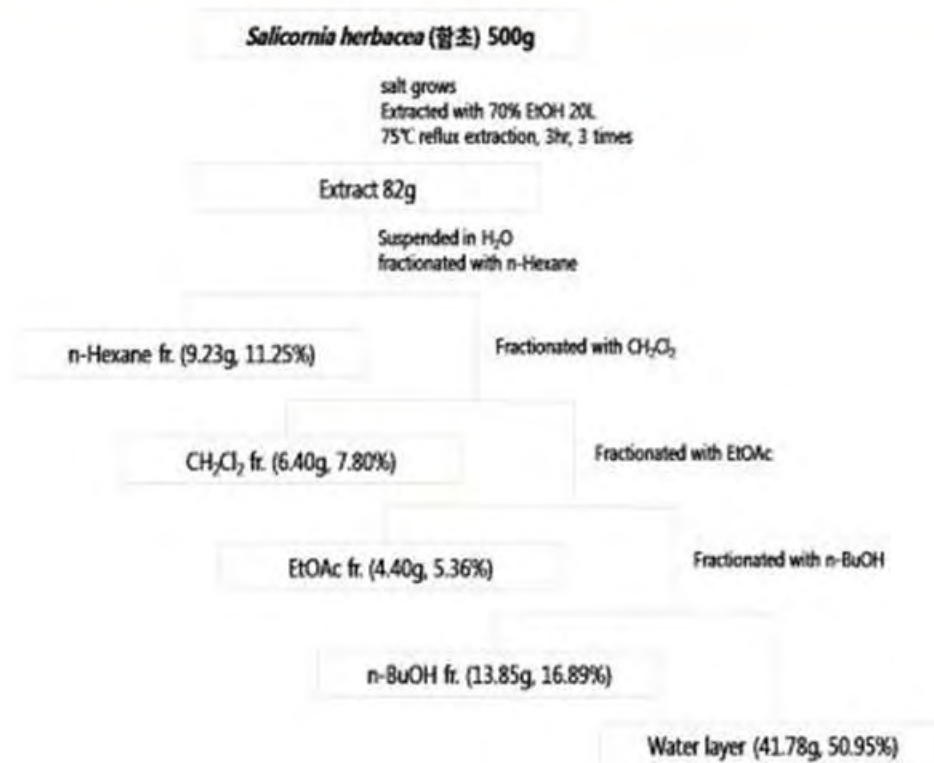 Salicornia herbacea (함초) 500g
salt grows
Extracted with 70% EtOH 20L
75℃ reflux extraction, 3hr, 3 times
Extract 82g
Suspended in H₂O
fractionated with n-Hexane
n-Hexane fr. (9.23g, 11.25%)
Fractionated with CH₂Cl₂
CH₂Cl₂ fr. (6.40g, 7.80%)
Fractionated with EtOAc
EtOAc fr. (4.40g, 5.36%)
Fractionated with n-BuOH
n-BuOH fr. (13.85g, 16.89%)
Water layer (41.78g, 50.95%)